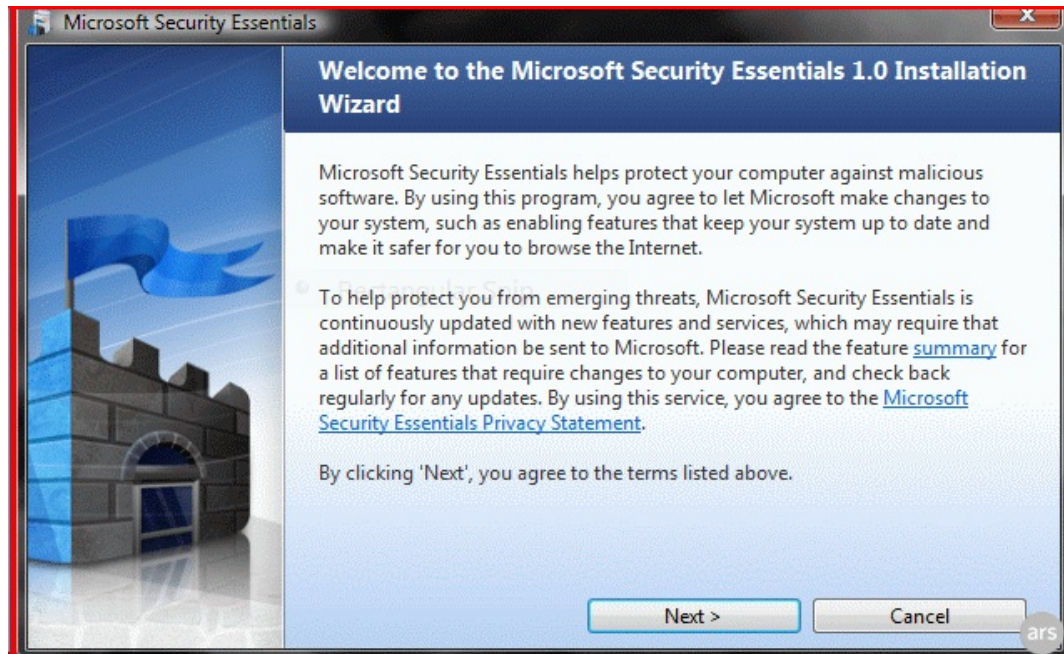 Microsoft Security Essentials
X
Welcome to the Microsoft Security Essentials 1.0 Installation
Wizard
Microsoft Security Essentials helps protect your computer against malicious
software. By using this program, you agree to let Microsoft make changes to
your system, such as enabling features that keep your system up to date and
make it safer for you to browse the Internet.
Rectangular Snip
To help protect you from emerging threats, Microsoft Security Essentials is
continuously updated with new features and services, which may require that
additional information be sent to Microsoft. Please read the feature summary for
a list of features that require changes to your computer, and check back
regularly for any updates. By using this service, you agree to the Microsoft
Security Essentials Privacy Statement.
By clicking 'Next', you agree to the terms listed above.
Next >
Cancel
ars